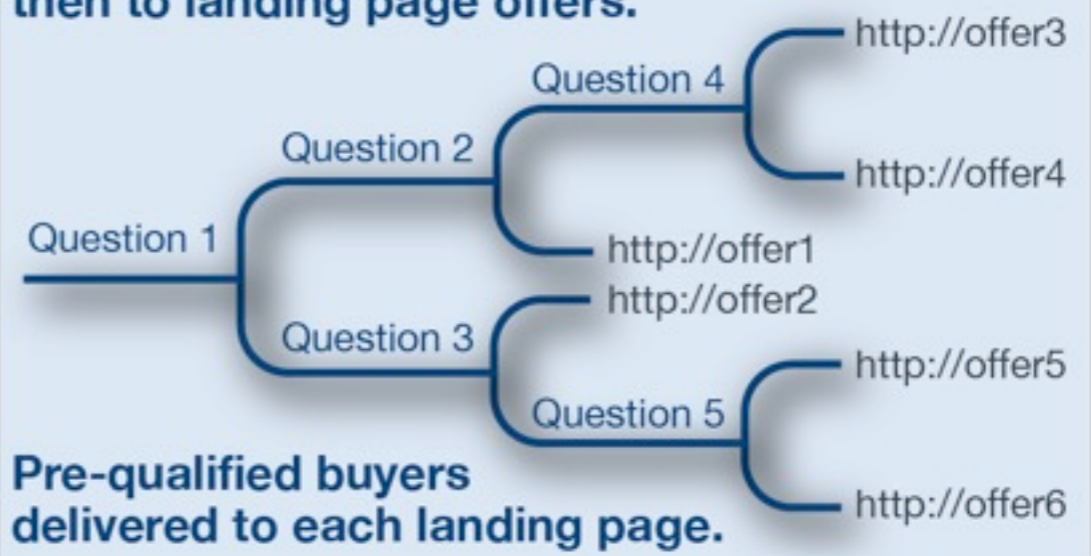 then to landing page offers.
http://offer3
Question 4
Question 2
http://offer4
Question 1
http://offer1
http://offer2
Question 3
http://offer5
Question 5
Pre-qualified buyers
delivered to each landing page.
http://offer6